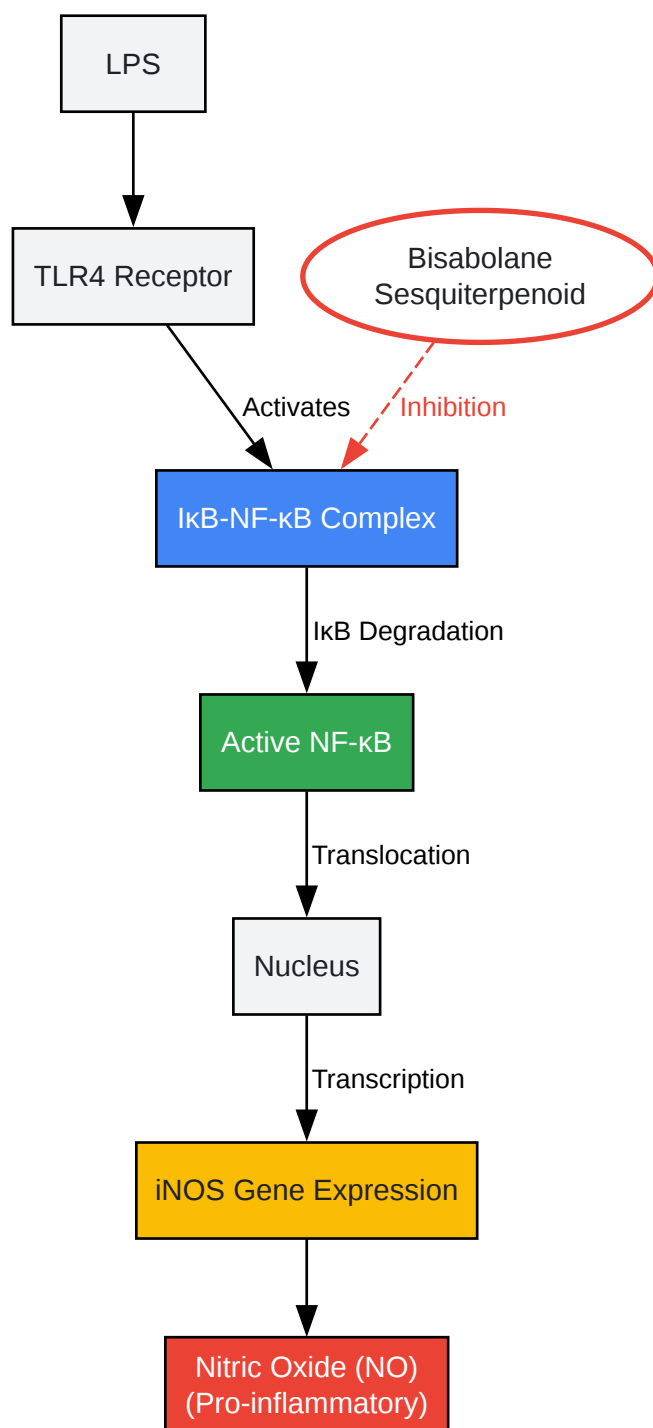 LPS
TLR4 Receptor
Bisabolane
Sesquiterpenoid
Activates
Inhibition
IκB-NF-κB Complex
IκB Degradation
Active NF-κB
Translocation
Nucleus
Transcription
iNOS Gene Expression
Nitric Oxide (NO)
(Pro-inflammatory)